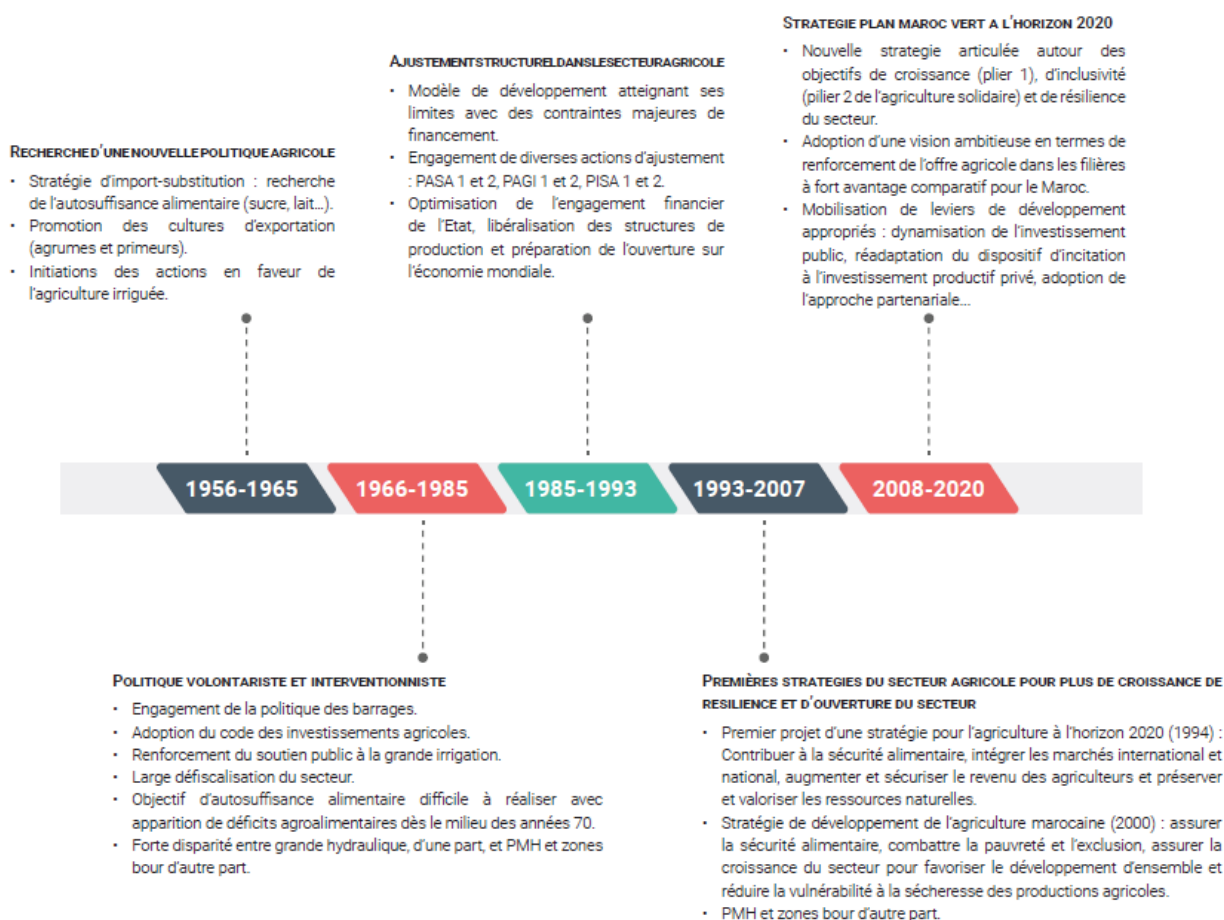 STRATEGIE PLAN MAROC VERT A L'HORIZON 2020
• Nouvelle strategie articulée autour des
objectifs de croissance (plier 1), d'inclusivité
(pilier 2 de l'agriculture solidaire) et de résilience
du secteur.
• Adoption d'une vision ambitieuse en termes de
renforcement de l'offre agricole dans les filières
à fort avantage comparatif pour le Maroc.
• Mobilisation de leviers de développement
appropriés : dynamisation de l'investissement
public, réadaptation du dispositif d'incitation
à l'investissement productif privé, adoption de
l'approche partenariale...
AJUSTEMENTSTRUCTURELDANSLESECTEURAGRICOLE
• Modèle de développement atteignant ses
limites avec des contraintes majeures de
financement.
• Engagement de diverses actions d'ajustement
: PASA 1 et 2, PAGI 1 et 2, PISA 1 et 2.
• Optimisation de l'engagement financier
de l'Etat, libéralisation des structures de
production et préparation de l'ouverture sur
l'économie mondiale.
RECHERCHE D'UNE NOUVELLE POLITIQUE AGRICOLE
• Stratégie d'import-substitution : recherche
de l'autosuffisance alimentaire (sucre, lait...).
• Promotion des cultures d'exportation
(agrumes et primeurs).
• Initiations des actions en faveur de
l'agriculture irriguée.
1956-1965
1966-1985
1985-1993
1993-2007
2008-2020
POLITIQUE VOLONTARISTE ET INTERVENTIONNISTE
• Engagement de la politique des barrages.
• Adoption du code des investissements agricoles.
• Renforcement du soutien public à la grande irrigation.
• Large défiscalisation du secteur.
• Objectif d'autosuffisance alimentaire difficile à réaliser avec
apparition de déficits agroalimentaires dès le milieu des années 70.
• Forte disparité entre grande hydraulique, d'une part, et PMH et zones
bour d'autre part.
PREMIÈRES STRATEGIES DU SECTEUR AGRICOLE POUR PLUS DE CROISSANCE DE
RESILIENCE ET D'OUVERTURE DU SECTEUR
• Premier projet d'une stratégie pour l'agriculture à l'horizon 2020 (1994) :
Contribuer à la sécurité alimentaire, intégrer les marchés international et
national, augmenter et sécuriser le revenu des agriculteurs et préserver
et valoriser les ressources naturelles.
• Stratégie de développement de l'agriculture marocaine (2000) : assurer
la sécurité alimentaire, combattre la pauvreté et l'exclusion, assurer la
croissance du secteur pour favoriser le développement d'ensemble et
réduire la vulnérabilité à la sécheresse des productions agricoles.
• PMH et zones bour d'autre part.